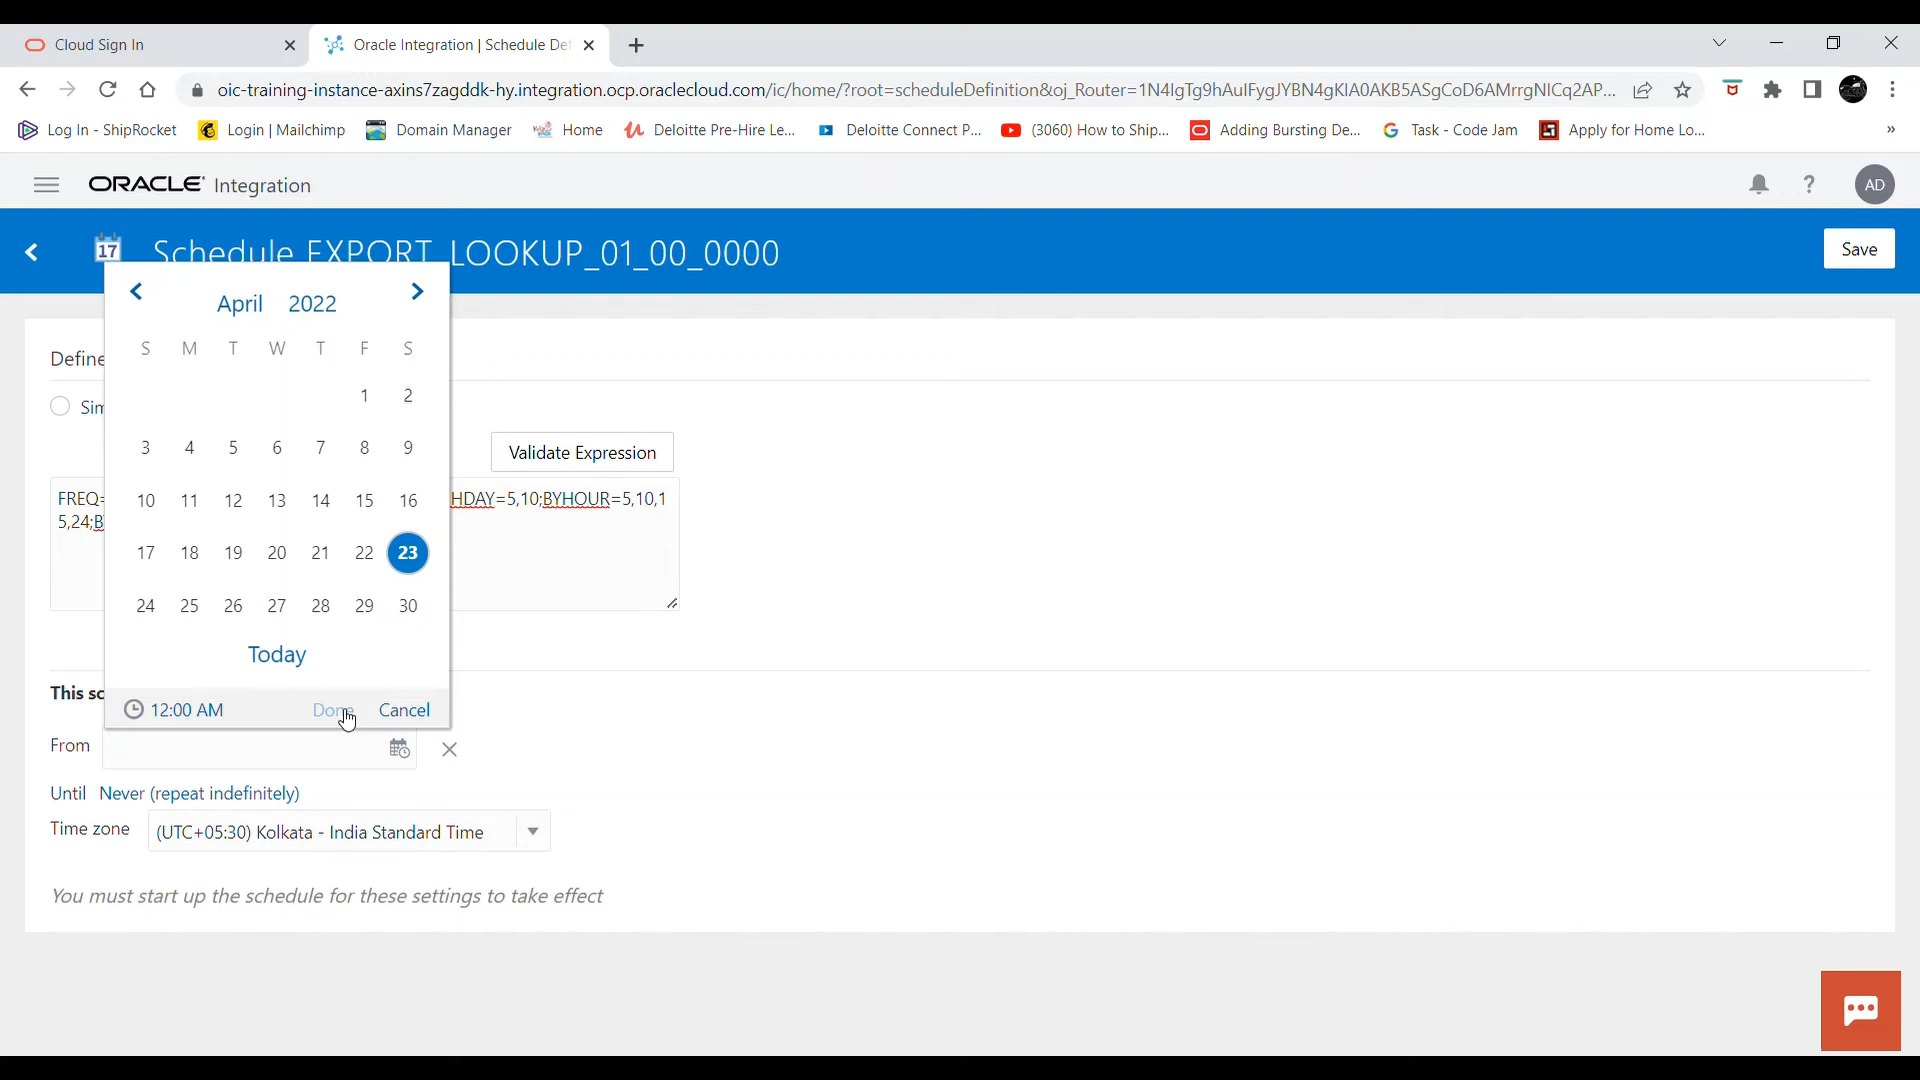 Cloud Sign In
Oracle Integration | Schedule De
oic-training-instance-axins7zagddk-hy.integration.ocp.oraclecloud.com/ic/home/?root=scheduleDefinition&oj_Router=1N4IgTg9hAuIFygJYBN4gKIA0AKB5ASgCoD6AMrrgNICq2AP...
Log In - ShipRocket
Login | Mailchimp
Domain Manager
Home
Deloitte Pre-Hire Le...
Deloitte Connect P...
(3060) How to Ship...
Adding Bursting De...
Task - Code Jam
Apply for Home Lo...
»
ORACLE Integration
?
AD
17
Schedule EXPORT_LOOKUP_01_00_0000
Save
April 2022
S M T W T F S
1 2
3 4 5 6 7 8 9
10 11 12 13 14 15 16
17 18 19 20 21 22 23
24 25 26 27 28 29 30
Today
12:00 AM Done Cancel
Define
Sim
Validate Expression
FREQ= HDAY=5,10;BYHOUR=5,10,1
5,24;B
This sc
From
Until Never (repeat indefinitely)
Time zone (UTC+05:30) Kolkata - India Standard Time
You must start up the schedule for these settings to take effect